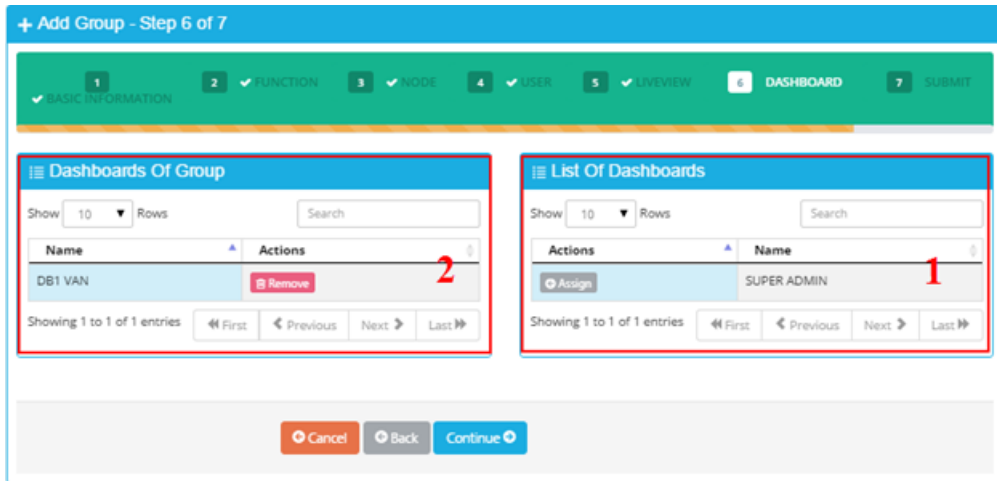 Add Group - Step 6 of 7
1 BASIC INFORMATION
2 FUNCTION
3 NODE
4 USER
5 LIVEVIEW
6 DASHBOARD
7 SUBMIT
Dashboards Of Group
Show 10 Rows
Search
Name Actions
DB1 VAN Remove
2
Showing 1 to 1 of 1 entries First Previous Next Last
List Of Dashboards
Show 10 Rows
Search
Actions Name
Assign SUPER ADMIN
1
Showing 1 to 1 of 1 entries First Previous Next Last
Cancel Back Continue